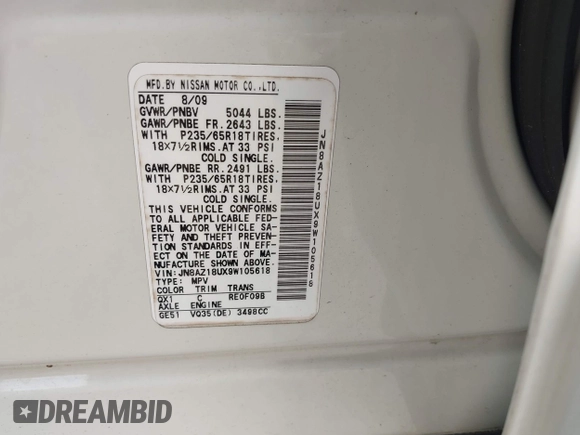 MFD.BY NISSAN MOTOR CO.,LTD.
DATE 8/09
GVWR/PNBV 5044 LBS.
GAWR/PNBE FR. 2643 LBS.
WITH P235/65R18TIRES,
18X7½RIMS.AT 33 PSI
COLD SINGLE.
GAWR/PNBE RR. 2491 LBS.
WITH P235/65R18TIRES,
18X7½RIMS.AT 33 PSI
COLD SINGLE.
THIS VEHICLE CONFORMS
TO ALL APPLICABLE FED-
ERAL MOTOR VEHICLE SA-
FETY AND THEFT PREVEN-
TION STANDARDS IN EFF-
ECT ON THE DATE OF MA-
NUFACTURE SHOWN ABOVE.
VIN:JN8AZ18UX9W105618
TYPE: MPV
COLOR TRIM TRANS
QX1 C RE0F09B
AXLE ENGINE
GE51 VQ35(DE) 3498CC
JN8AZ18UX9W105618
DREAMBID